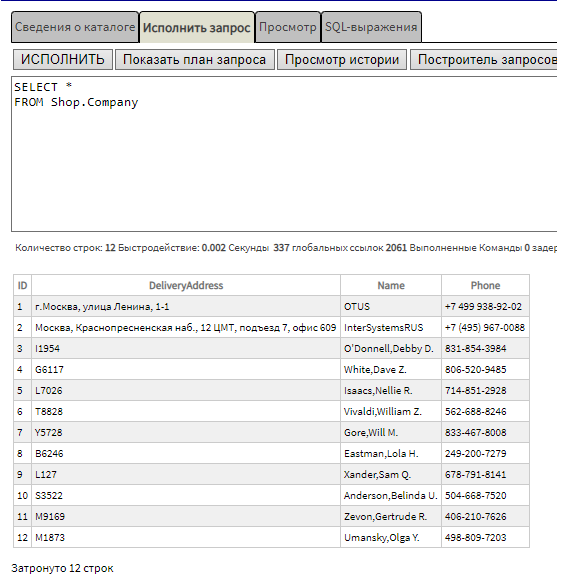 Сведения о каталоге Исполнить запрос Просмотр SQL-выражения
ИСПОЛНИТЬ Показать план запроса Просмотр истории Построитель запросов
SELECT *
FROM Shop.Company
Количество строк: 12 Быстродействие: 0.002 Секунды 337 глобальных ссылок 2061 Выполненные Команды 0 задер
ID DeliveryAddress Name Phone
1 г.Москва, улица Ленина, 1-1 OTUS +7 499 938-92-02
2 Москва, Краснопресненская наб., 12 ЦМТ, подъезд 7, офис 609 InterSystemsRUS +7 (495) 967-0088
3 I1954 O'Donnell,Debby D. 831-854-3984
4 G6117 White,Dave Z. 806-520-9485
5 L7026 Isaacs,Nellie R. 714-851-2928
6 T8828 Vivaldi,William Z. 562-688-8246
7 Y5728 Gore,Will M. 833-467-8008
8 B6246 Eastman,Lola H. 249-200-7279
9 L127 Xander,Sam Q. 678-791-8141
10 S3522 Anderson,Belinda U. 504-668-7520
11 M9169 Zevon,Gertrude R. 406-210-7626
12 M1873 Umansky,Olga Y. 498-809-7203
Затронуто 12 строк